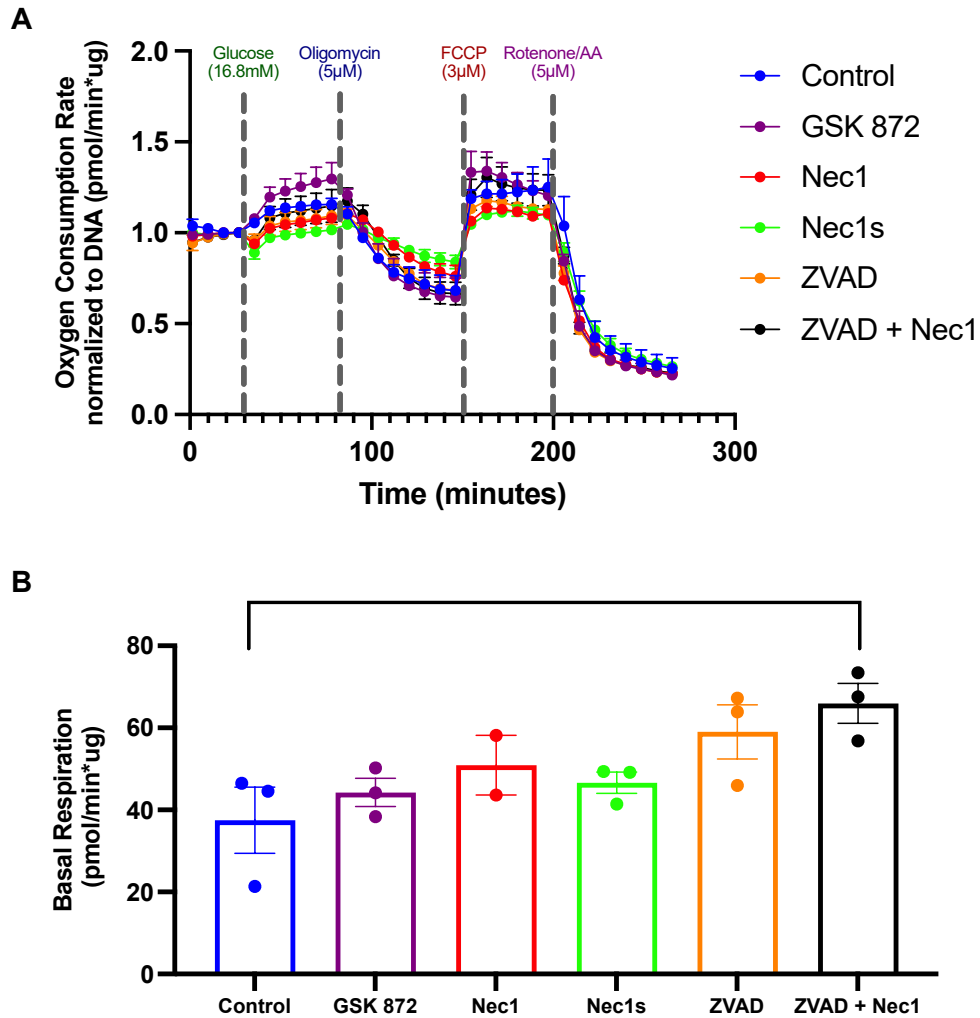 A
Oxygen Consumption Rate
normalized to DNA (pmol/min*ug)
2.0
1.5
1.0
0.5
0.0
Glucose
(16.8mM)
Oligomycin
(5µM)
FCCP
(3µM)
Rotenone/AA
(5µM)
0
100
200
300
Time (minutes)
Control
GSK 872
Nec1
Nec1s
ZVAD
ZVAD + Nec1
B
Basal Respiration
(pmol/min*ug)
80
60
40
20
0
Control
GSK 872
Nec1
Nec1s
ZVAD
ZVAD + Nec1